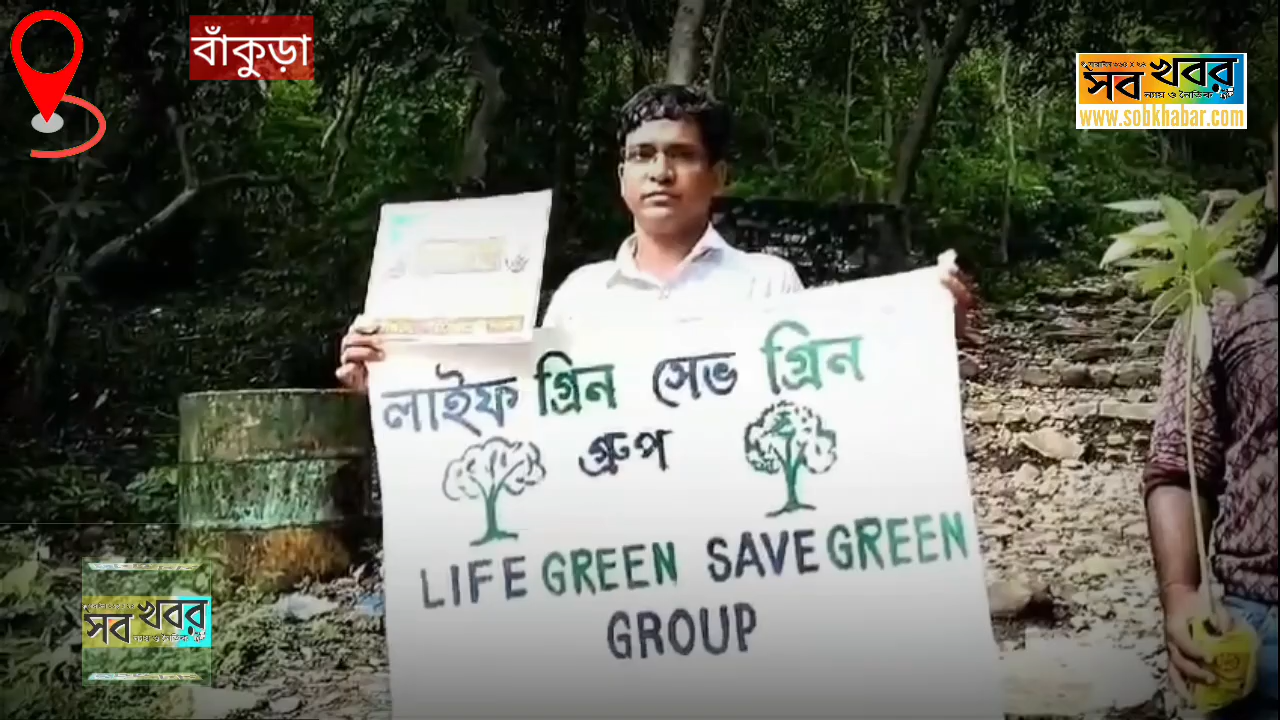 বাঁকুড়া
সব খবর
ন্যায় ও নৈতিক
www.sobkhabar.com
লাইফ গ্রিন সেভ গ্রিন
গ্রুপ
LIFE GREEN SAVE GREEN
GROUP
সব খবর
ন্যায় ও নৈতিক